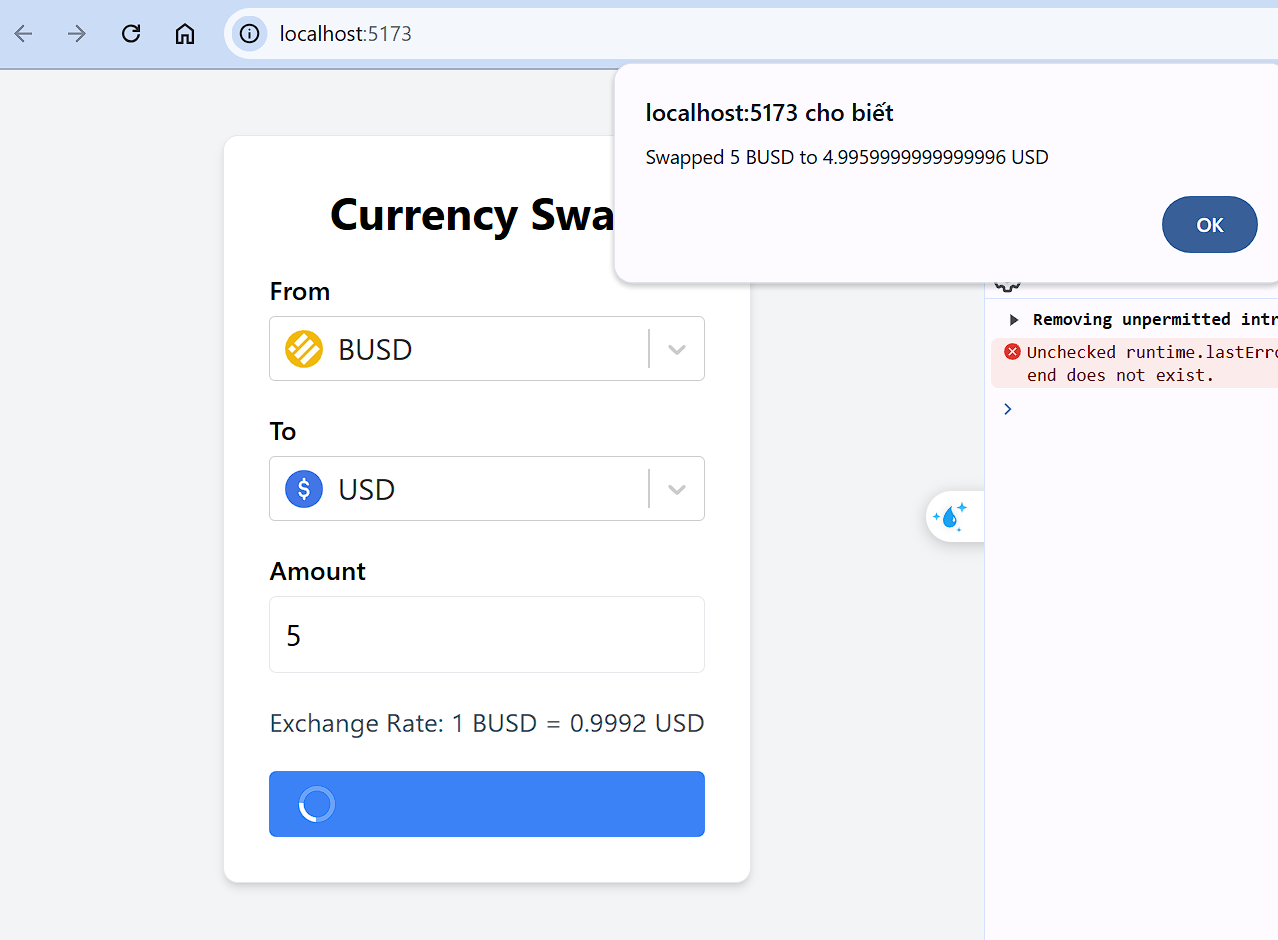 localhost:5173
localhost:5173 cho biết
Swapped 5 BUSD to 4.9959999999999996 USD
OK
Currency Swa
From
BUSD
To
USD
Amount
5
Exchange Rate: 1 BUSD = 0.9992 USD
Removing unpermitted intr
Unchecked runtime.lastErro
end does not exist.